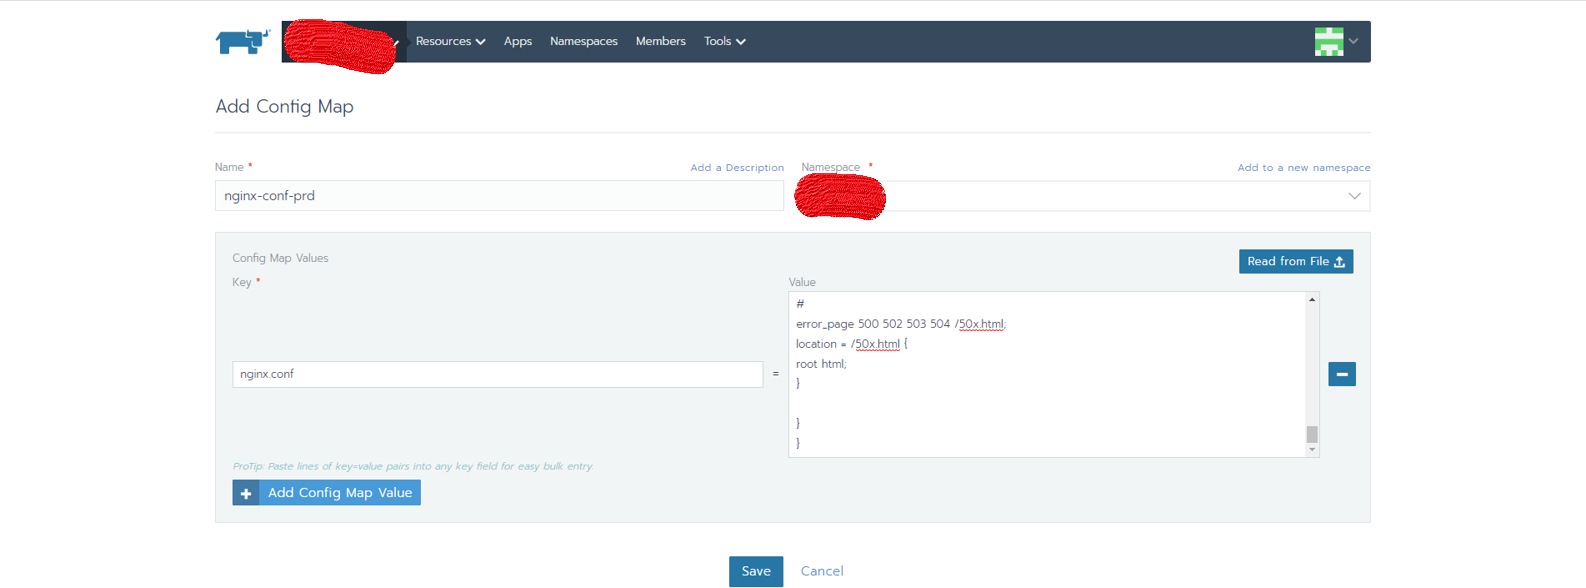 Resources Apps Namespaces Members Tools
Add Config Map
Name * Add a Description Namespace * Add to a new namespace
nginx-conf-prd
Config Map Values
Read from File
Key * Value
#
error_page 500 502 503 504 /50x.html;
location = /50x.html {
root html;
nginx.conf =
}
}
}
ProTip: Paste lines of key=value pairs into any key field for easy bulk entry.
+ Add Config Map Value
Save Cancel